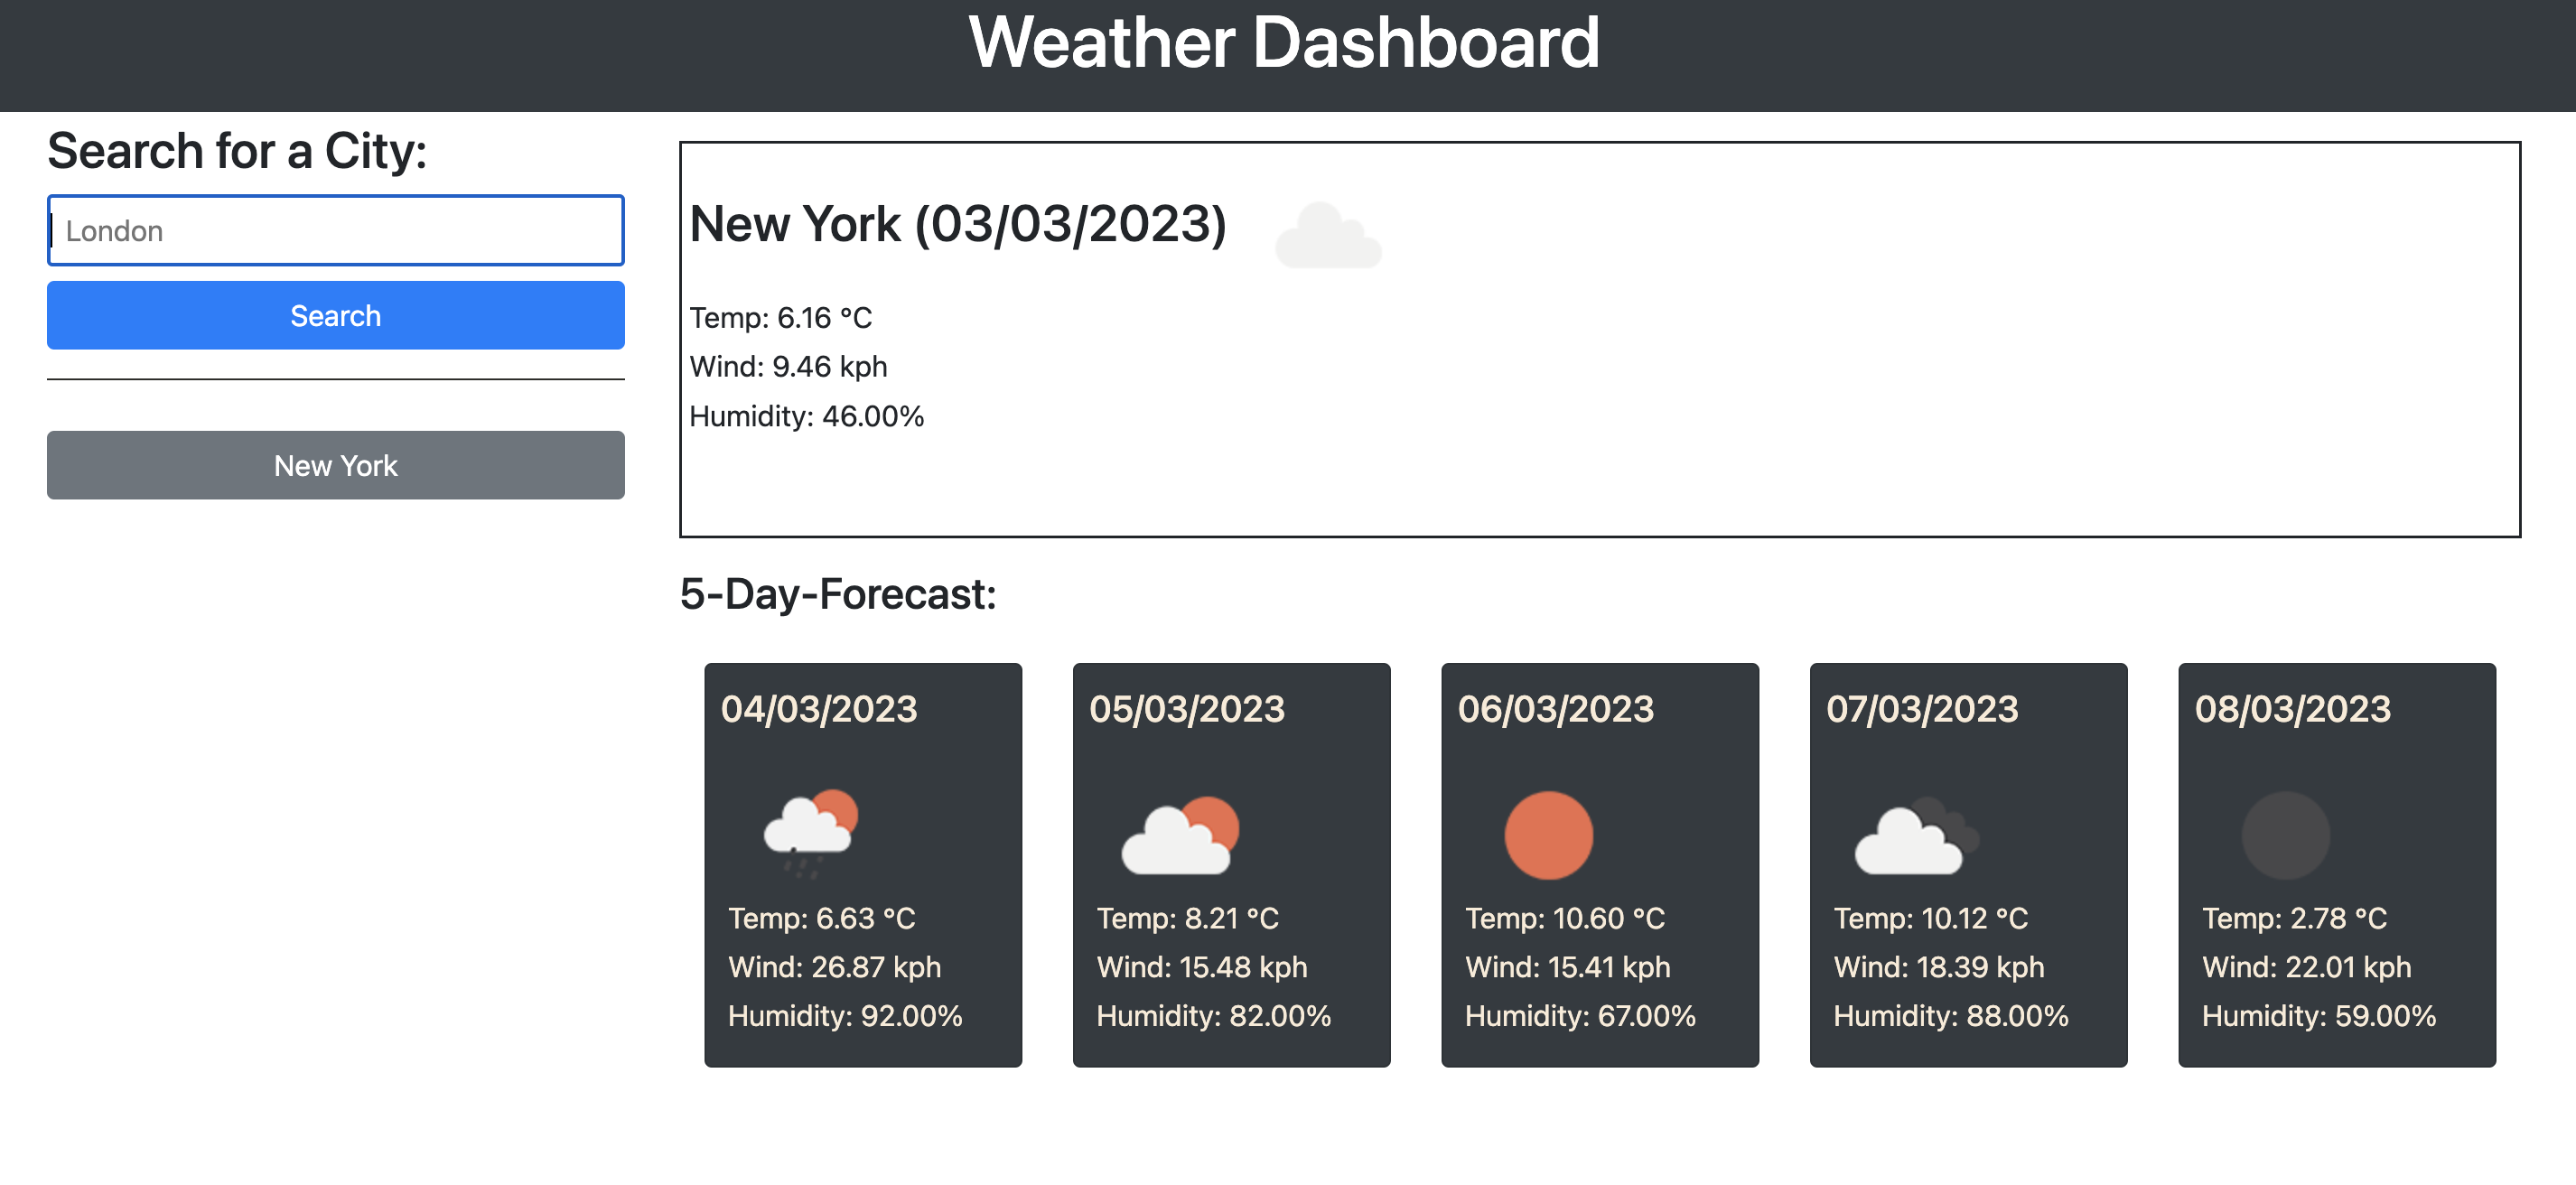 Weather Dashboard
Search for a City:
London
Search
New York
New York (03/03/2023)
Temp: 6.16 °C
Wind: 9.46 kph
Humidity: 46.00%
5-Day-Forecast:
04/03/2023
Temp: 6.63 °C
Wind: 26.87 kph
Humidity: 92.00%
05/03/2023
Temp: 8.21 °C
Wind: 15.48 kph
Humidity: 82.00%
06/03/2023
Temp: 10.60 °C
Wind: 15.41 kph
Humidity: 67.00%
07/03/2023
Temp: 10.12 °C
Wind: 18.39 kph
Humidity: 88.00%
08/03/2023
Temp: 2.78 °C
Wind: 22.01 kph
Humidity: 59.00%